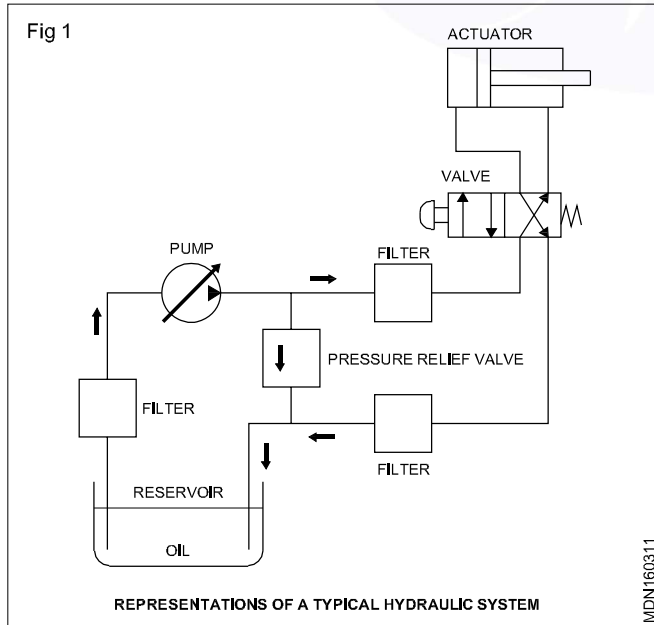 Fig 1
ACTUATOR
VALVE
PUMP
FILTER
PRESSURE RELIEF VALVE
FILTER
FILTER
RESERVOIR
OIL
REPRESENTATIONS OF A TYPICAL HYDRAULIC SYSTEM
MDN160311